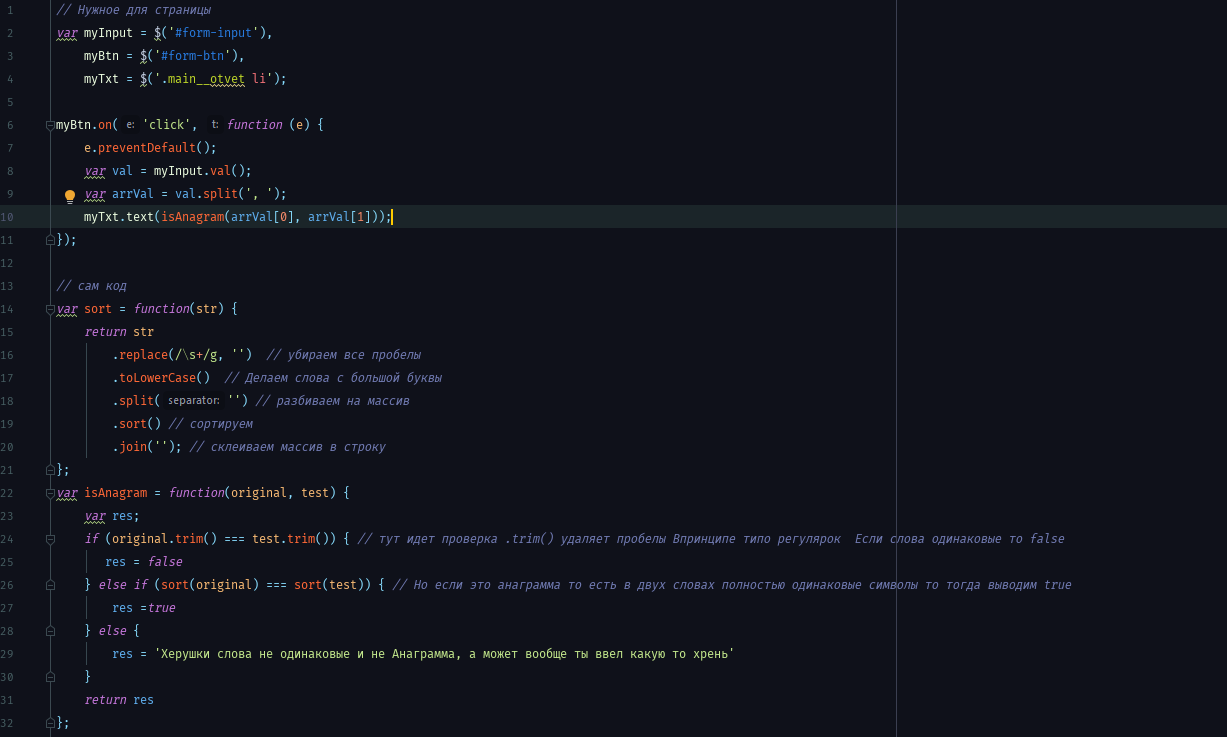 1 // Нужное для страницы
2 var myInput = $('#form-input'),
3     myBtn = $('#form-btn'),
4     myTxt = $('.main__otvet li');
5
6 myBtn.on( e: 'click', t: function (e) {
7     e.preventDefault();
8     var val = myInput.val();
9     var arrVal = val.split(', ');
10     myTxt.text(isAnagram(arrVal[0], arrVal[1]));
11 });
12
13 // сам код
14 var sort = function(str) {
15     return str
16         .replace(/\s+/g, '')  // убираем все пробелы
17         .toLowerCase()  // Делаем слова с большой буквы
18         .split( separator: '') // разбиваем на массив
19         .sort() // сортируем
20         .join(''); // склеиваем массив в строку
21 };
22 var isAnagram = function(original, test) {
23     var res;
24     if (original.trim() === test.trim()) { // тут идет проверка .trim() удаляет пробелы Впринципе типо регулярок  Если слова одинаковые то false
25        res = false
26     } else if (sort(original) === sort(test)) { // Но если это анаграмма то есть в двух словах полностью одинаковые символы то тогда выводим true
27         res =true
28     } else {
29         res = 'Херушки слова не одинаковые и не Анаграмма, а может вообще ты ввел какую то хрень'
30     }
31     return res
32 };